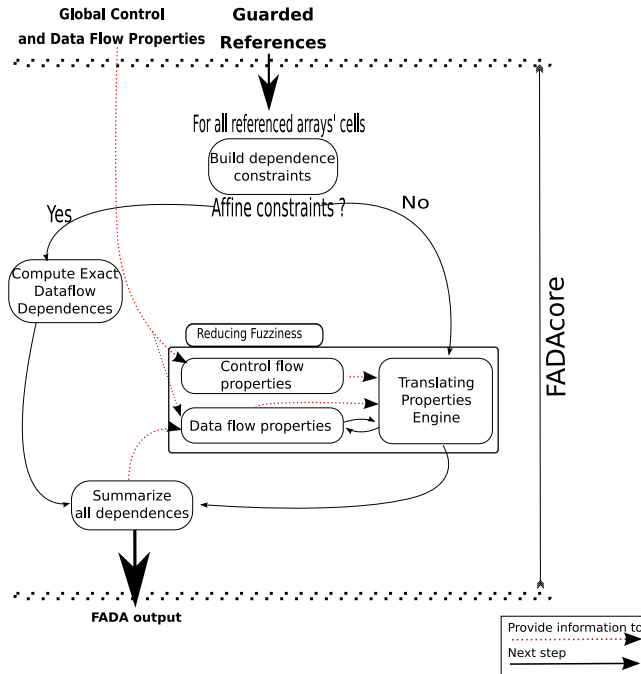 Global Control
and Data Flow Properties
Guarded
References
For all referenced arrays' cells
Build dependence
constraints
Affine constraints ?
Yes
No
Compute Exact
Dataflow
Dependences
Reducing Fuzziness
Control flow
properties
Data flow properties
Translating
Properties
Engine
FADAcore
Summarize
all dependences
FADA output
Provide information to
Next step